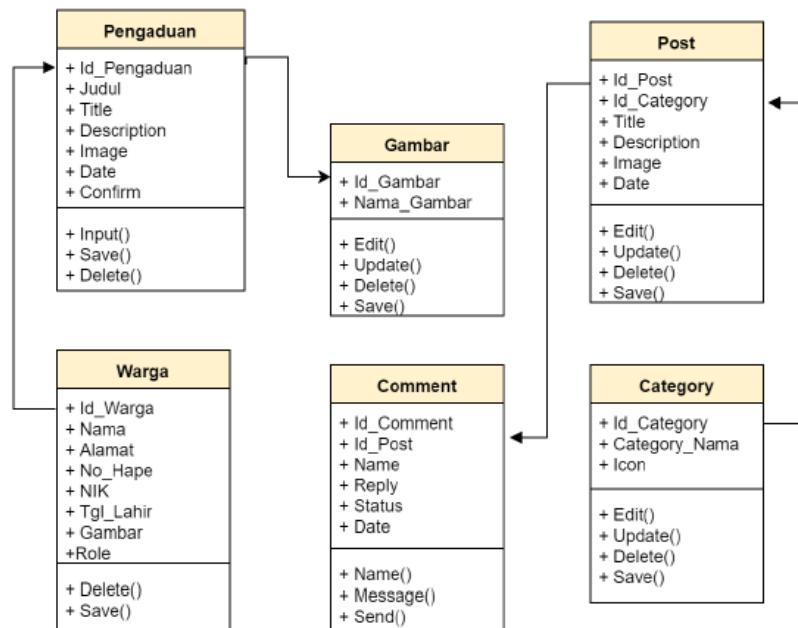 Pengaduan
+ Id_Pengaduan
+ Judul
+ Title
+ Description
+ Image
+ Date
+ Confirm
+ Input()
+ Save()
+ Delete()
Gambar
+ Id_Gambar
+ Nama_Gambar
+ Edit()
+ Update()
+ Delete()
+ Save()
Post
+ Id_Post
+ Id_Category
+ Title
+ Description
+ Image
+ Date
+ Edit()
+ Update()
+ Delete()
+ Save()
Warga
+ Id_Warga
+ Nama
+ Alamat
+ No_Hape
+ NIK
+ Tgl_Lahir
+ Gambar
+Role
+ Delete()
+ Save()
Comment
+ Id_Comment
+ Id_Post
+ Name
+ Reply
+ Status
+ Date
+ Name()
+ Message()
+ Send()
Category
+ Id_Category
+ Category_Nama
+ Icon
+ Edit()
+ Update()
+ Delete()
+ Save()